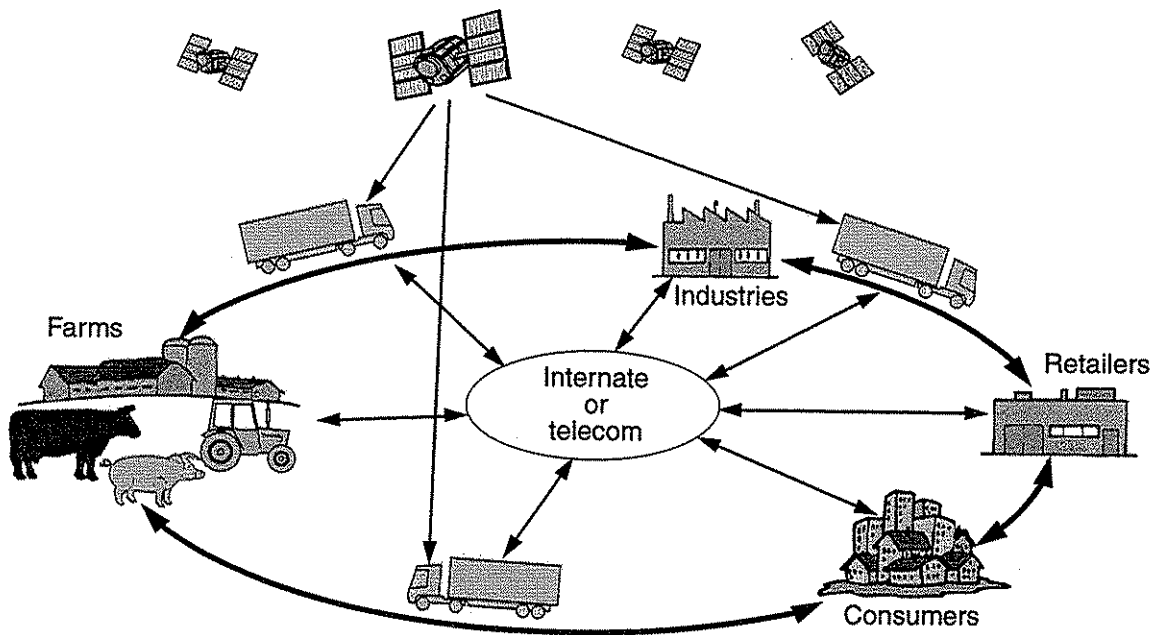 Industries
Farms
Retailers
Internate
or
telecom
Consumers